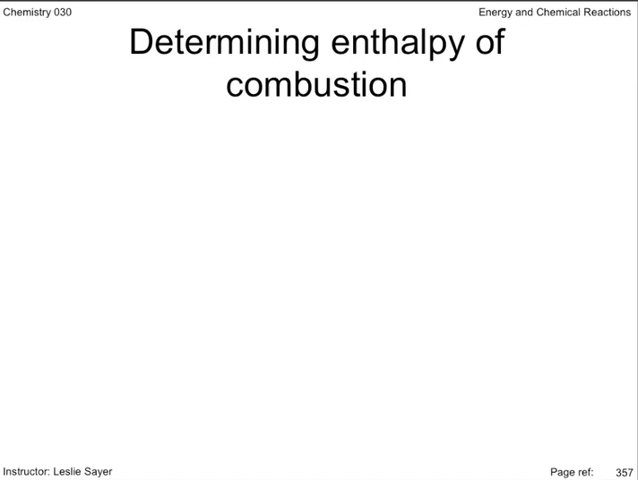 Chemistry 030
Energy and Chemical Reactions
Determining enthalpy of
combustion
Instructor: Leslie Sayer
Page ref: 357